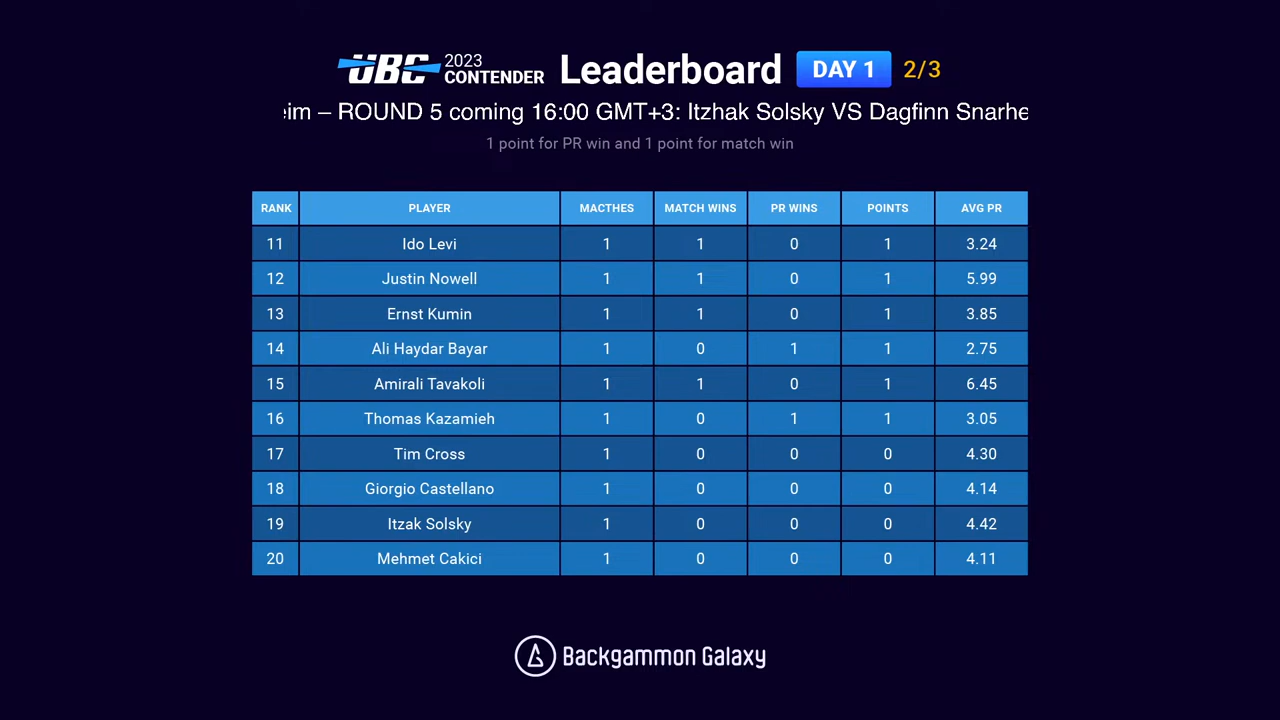 UBC 2023 CONTENDER Leaderboard DAY 1 2/3
eim – ROUND 5 coming 16:00 GMT+3: Itzhak Solsky VS Dagfinn Snarhe
1 point for PR win and 1 point for match win
RANK PLAYER MACTHES MATCH WINS PR WINS POINTS AVG PR
11 Ido Levi 1 1 0 1 3.24
12 Justin Nowell 1 1 0 1 5.99
13 Ernst Kumin 1 1 0 1 3.85
14 Ali Haydar Bayar 1 0 1 1 2.75
15 Amirali Tavakoli 1 1 0 1 6.45
16 Thomas Kazamieh 1 0 1 1 3.05
17 Tim Cross 1 0 0 0 4.30
18 Giorgio Castellano 1 0 0 0 4.14
19 Itzak Solsky 1 0 0 0 4.42
20 Mehmet Cakici 1 0 0 0 4.11
Backgammon Galaxy